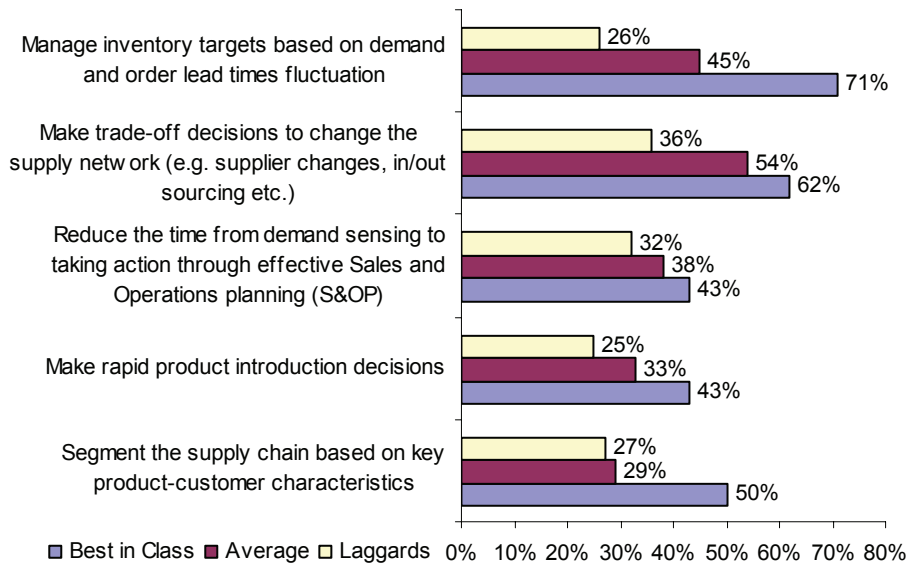 Manage inventory targets based on demand
and order lead times fluctuation
26%
45%
71%
Make trade-off decisions to change the
supply network (e.g. supplier changes, in/out
sourcing etc.)
36%
54%
62%
Reduce the time from demand sensing to
taking action through effective Sales and
Operations planning (S&OP)
32%
38%
43%
Make rapid product introduction decisions
25%
33%
43%
Segment the supply chain based on key
product-customer characteristics
27%
29%
50%
Best in Class Average Laggards
0% 10% 20% 30% 40% 50% 60% 70% 80%